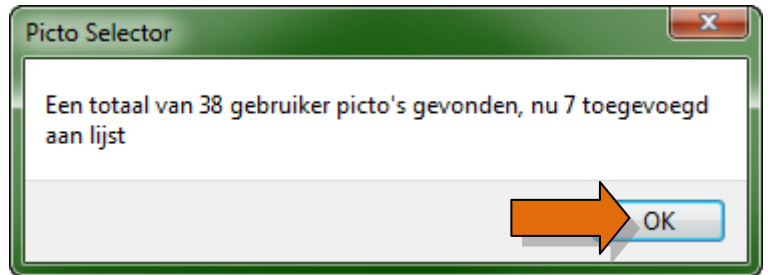 Picto Selector
Een totaal van 38 gebruiker picto's gevonden, nu 7 toegevoegd
aan lijst
OK